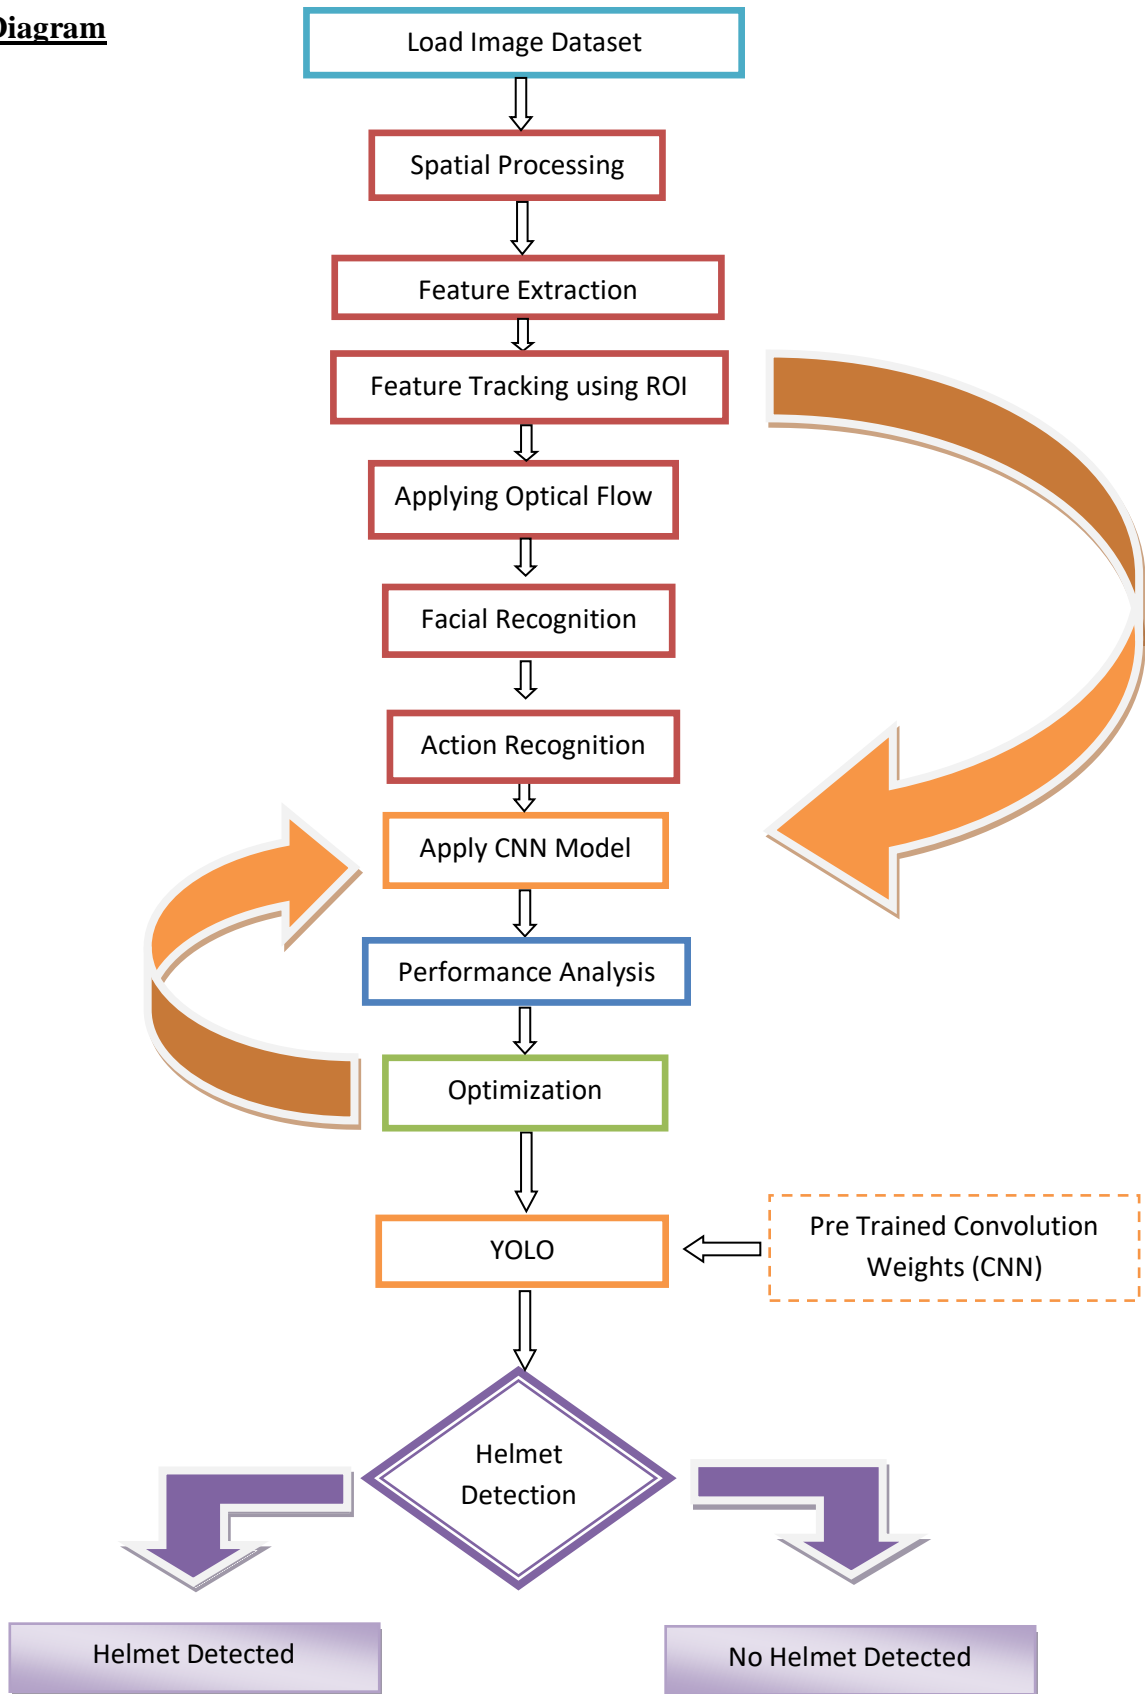 Diagram
Load Image Dataset
Spatial Processing
Feature Extraction
Feature Tracking using ROI
Applying Optical Flow
Facial Recognition
Action Recognition
Apply CNN Model
Performance Analysis
Optimization
YOLO
Pre Trained Convolution
Weights (CNN)
Helmet
Detection
Helmet Detected
No Helmet Detected